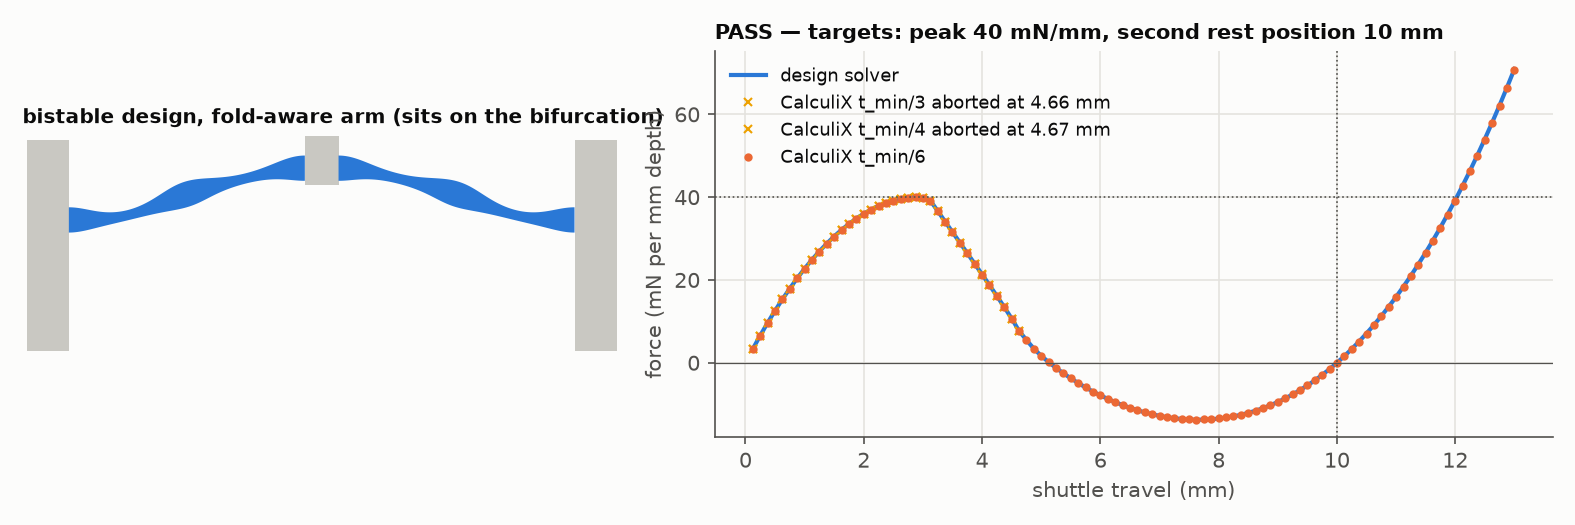 PASS — targets: peak 40 mN/mm, second rest position 10 mm
bistable design, fold-aware arm (sits on the bifurcation)
design solver
CalculiX t_min/3 aborted at 4.66 mm
CalculiX t_min/4 aborted at 4.67 mm
CalculiX t_min/6
force (mN per mm depth)
60
40
20
0
0 2 4 6 8 10 12
shuttle travel (mm)